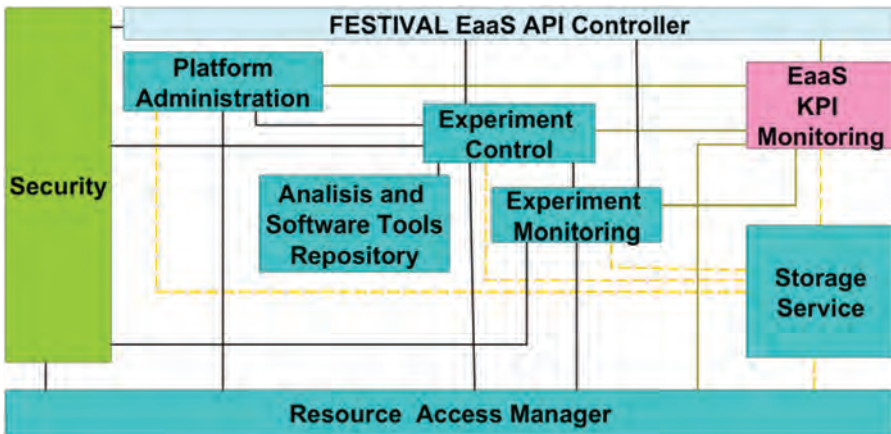 FESTIVAL EaaS API Controller
Platform
Administration
EaaS
KPI
Monitoring
Experiment
Control
Security
Analisis and
Software Tools
Repository
Experiment
Monitoring
Storage
Service
Resource Access Manager